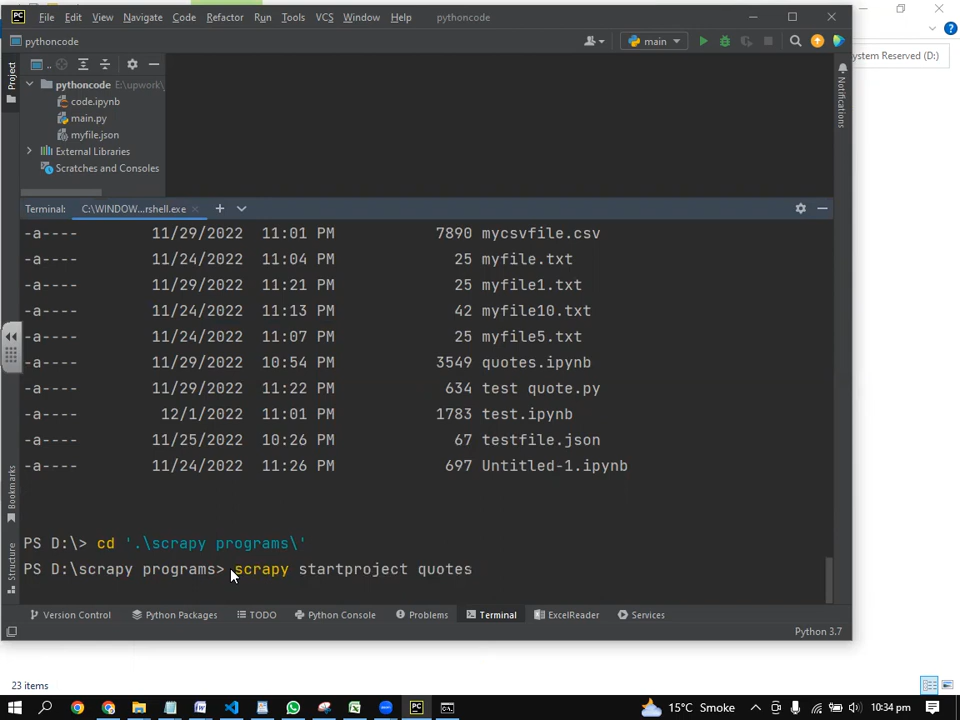 PC File Edit View Navigate Code Refactor Run Tools VCS Window Help pythoncode
pythoncode main
ystem Reserved (D:)
Project
pythoncode E:\upwork\
code.ipynb
main.py
myfile.json
External Libraries
Scratches and Consoles
Notifications
Terminal: C:\WINDOW...rshell.exe
-a---- 11/29/2022 11:01 PM 7890 mycsvfile.csv
-a---- 11/24/2022 11:04 PM 25 myfile.txt
-a---- 11/29/2022 11:21 PM 25 myfile1.txt
-a---- 11/24/2022 11:13 PM 42 myfile10.txt
-a---- 11/24/2022 11:07 PM 25 myfile5.txt
-a---- 11/29/2022 10:54 PM 3549 quotes.ipynb
-a---- 11/29/2022 11:22 PM 634 test quote.py
-a---- 12/1/2022 11:01 PM 1783 test.ipynb
-a---- 11/25/2022 10:26 PM 67 testfile.json
-a---- 11/24/2022 11:26 PM 697 Untitled-1.ipynb
PS D:\> cd '.\scrapy programs\'
PS D:\scrapy programs> scrapy startproject quotes
Bookmarks
Structure
Version Control Python Packages TODO Python Console Problems Terminal ExcelReader Services
Python 3.7
23 items
15°C Smoke 10:34 pm